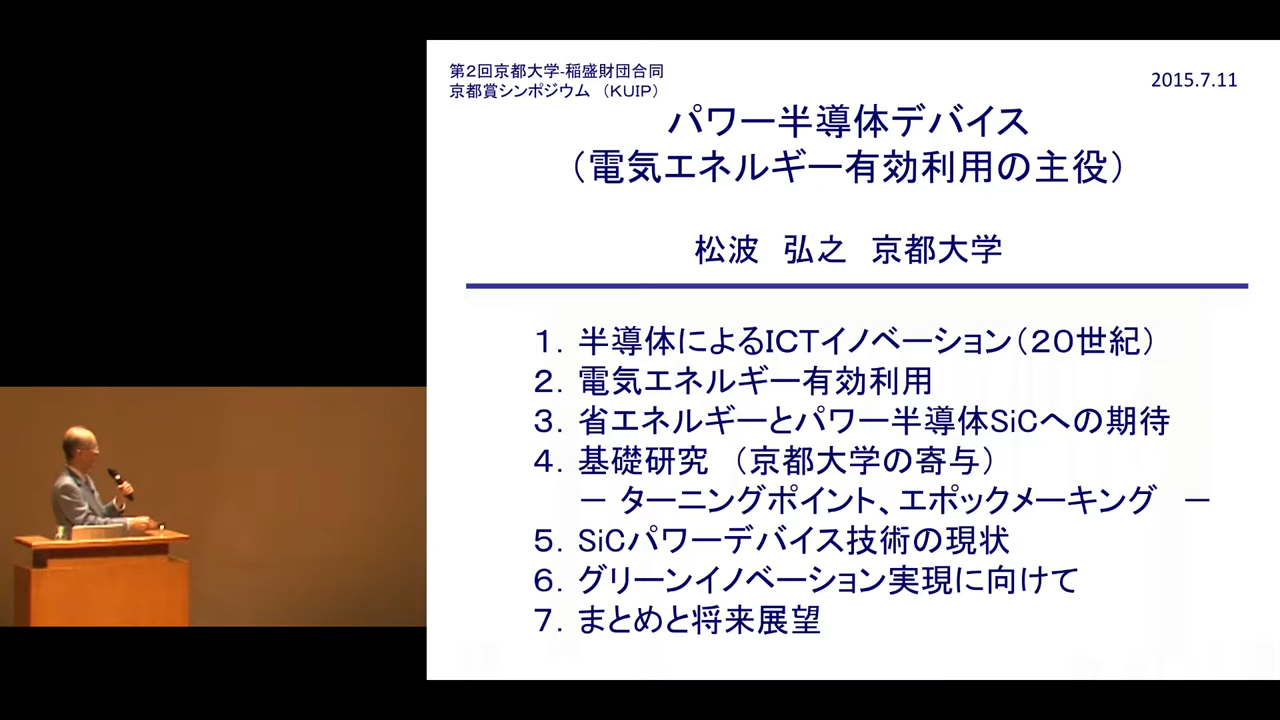 第２回京都大学-稲盛財団合同
京都賞シンポジウム （ＫＵＩＰ）
2015.7.11
パワー半導体デバイス
（電気エネルギー有効利用の主役）
松波　弘之　京都大学
１．半導体によるICTイノベーション（２０世紀）
２．電気エネルギー有効利用
３．省エネルギーとパワー半導体SiCへの期待
４．基礎研究　（京都大学の寄与）
－ ターニングポイント、エポックメーキング　－
５．SiCパワーデバイス技術の現状
６．グリーンイノベーション実現に向けて
７．まとめと将来展望